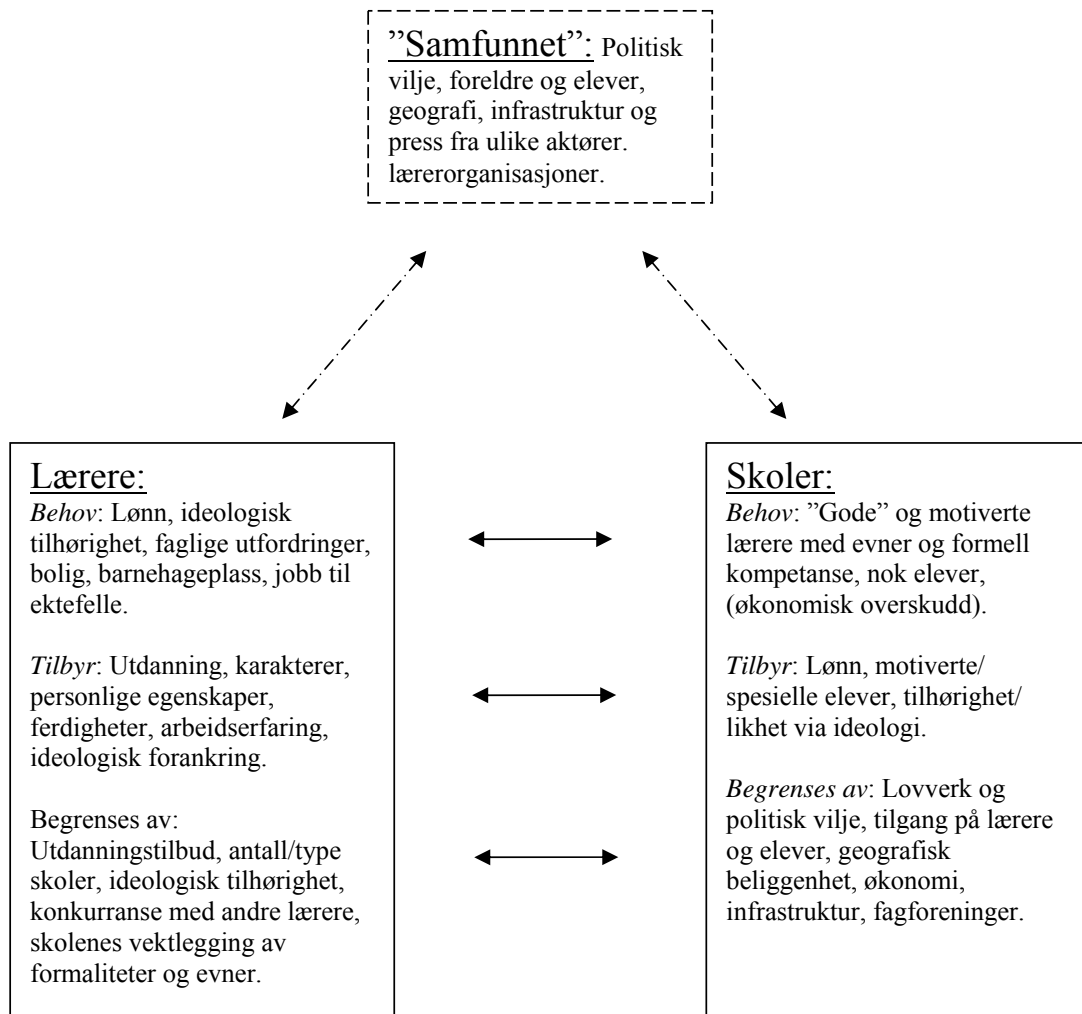 ”Samfunnet”: Politisk
vilje, foreldre og elever,
geografi, infrastruktur og
press fra ulike aktører.
lærerorganisasjoner.
Lærere:
Behov: Lønn, ideologisk
tilhørighet, faglige utfordringer,
bolig, barnehageplass, jobb til
ektefelle.
Tilbyr: Utdanning, karakterer,
personlige egenskaper,
ferdigheter, arbeidserfaring,
ideologisk forankring.
Begrenses av:
Utdanningstilbud, antall/type
skoler, ideologisk tilhørighet,
konkurranse med andre lærere,
skolenes vektlegging av
formaliteter og evner.
Skoler:
Behov: ”Gode” og motiverte
lærere med evner og formell
kompetanse, nok elever,
(økonomisk overskudd).
Tilbyr: Lønn, motiverte/
spesielle elever, tilhørighet/
likhet via ideologi.
Begrenses av: Lovverk og
politisk vilje, tilgang på lærere
og elever, geografisk
beliggenhet, økonomi,
infrastruktur, fagforeninger.